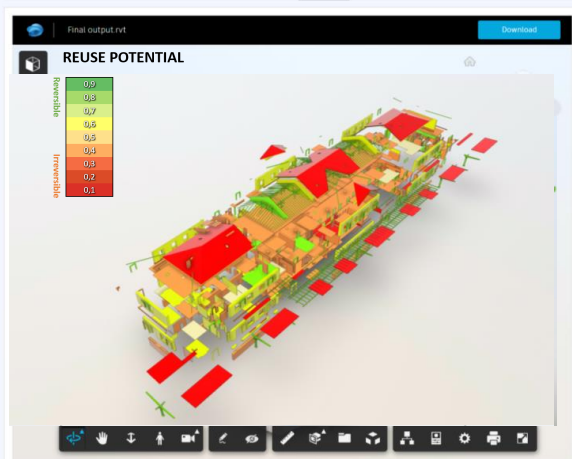 Final output.rvt
Download
REUSE POTENTIAL
Reversible
Irreversible
0,9
0,8
0,7
0,6
0,5
0,4
0,3
0,2
0,1